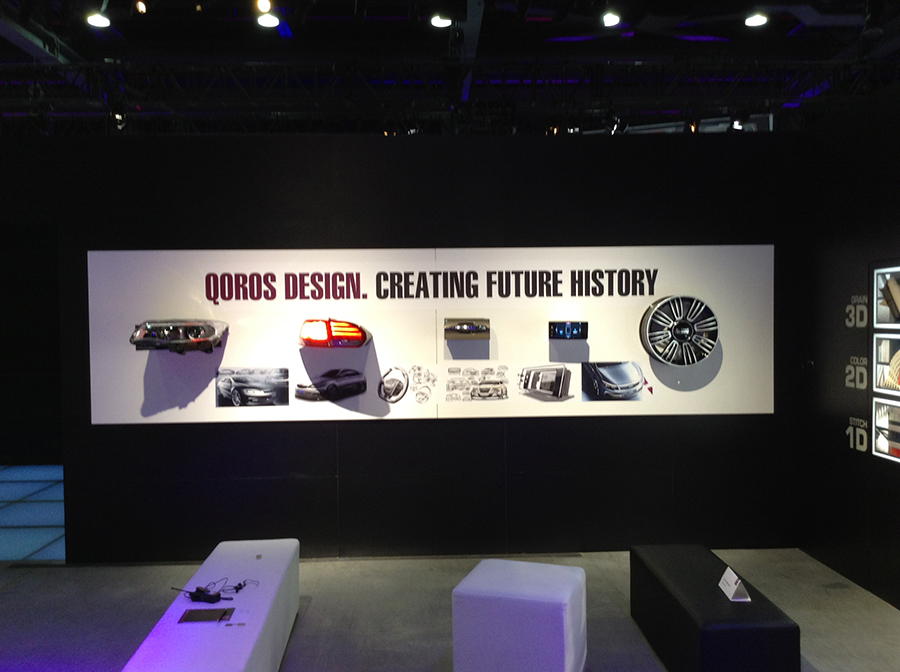 QOROS DESIGN. CREATING FUTURE HISTORY
GRAIN
3D
COLOR
2D
STITCH
1D